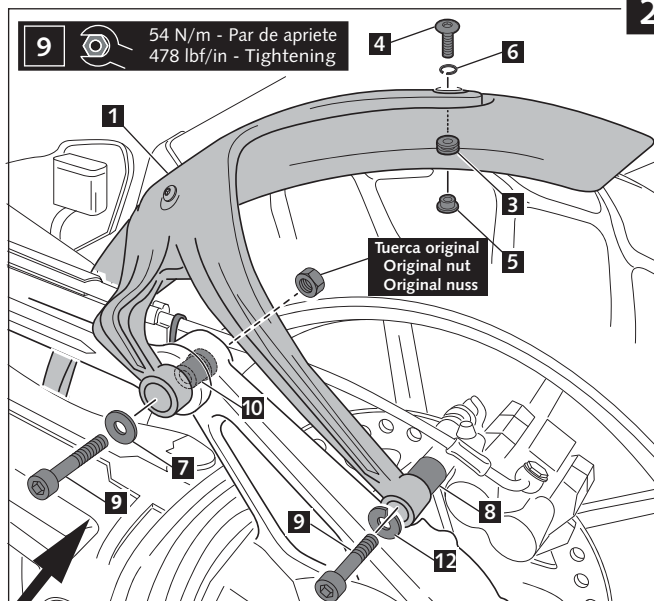 2
9
54 N/m - Par de apriete
478 lbf/in - Tightening
4
6
1
3
5
Tuerca original
Original nut
Original nuss
10
7
9
8
9
12